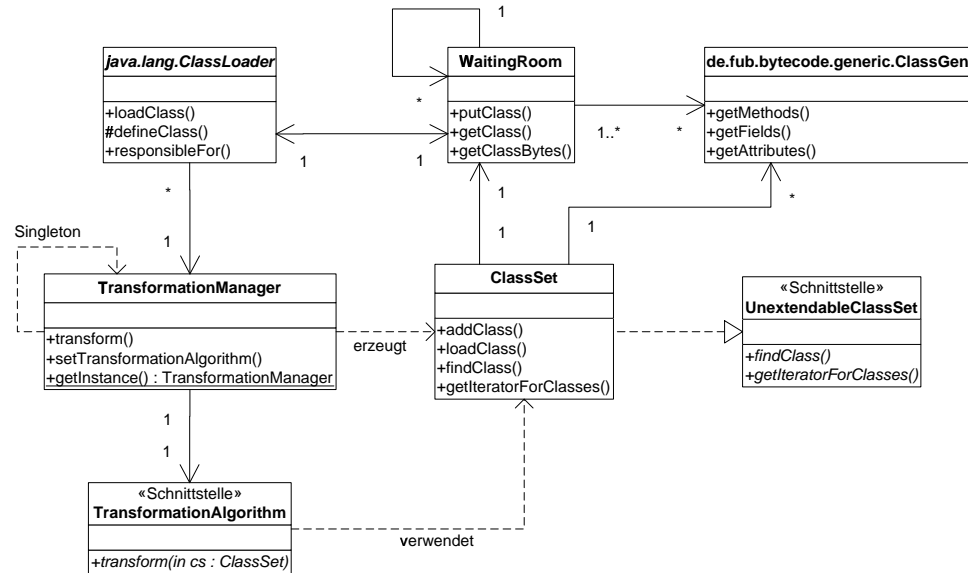 1
java.lang.ClassLoader
+loadClass()
#defineClass()
+responsibleFor()
WaitingRoom
+putClass()
+getClass()
+getClassBytes()
de.fub.bytecode.generic.ClassGen
+getMethods()
+getFields()
+getAttributes()
*
1..*
*
1
1
*
1
1
1
1
*
Singleton
TransformationManager
+transform()
+setTransformationAlgorithm()
+getInstance() : TransformationManager
erzeugt
ClassSet
+addClass()
+loadClass()
+findClass()
+getIteratorForClasses()
«Schnittstelle»
UnextendableClassSet
+findClass()
+getIteratorForClasses()
1
1
«Schnittstelle»
TransformationAlgorithm
+transform(in cs : ClassSet)
verwendet